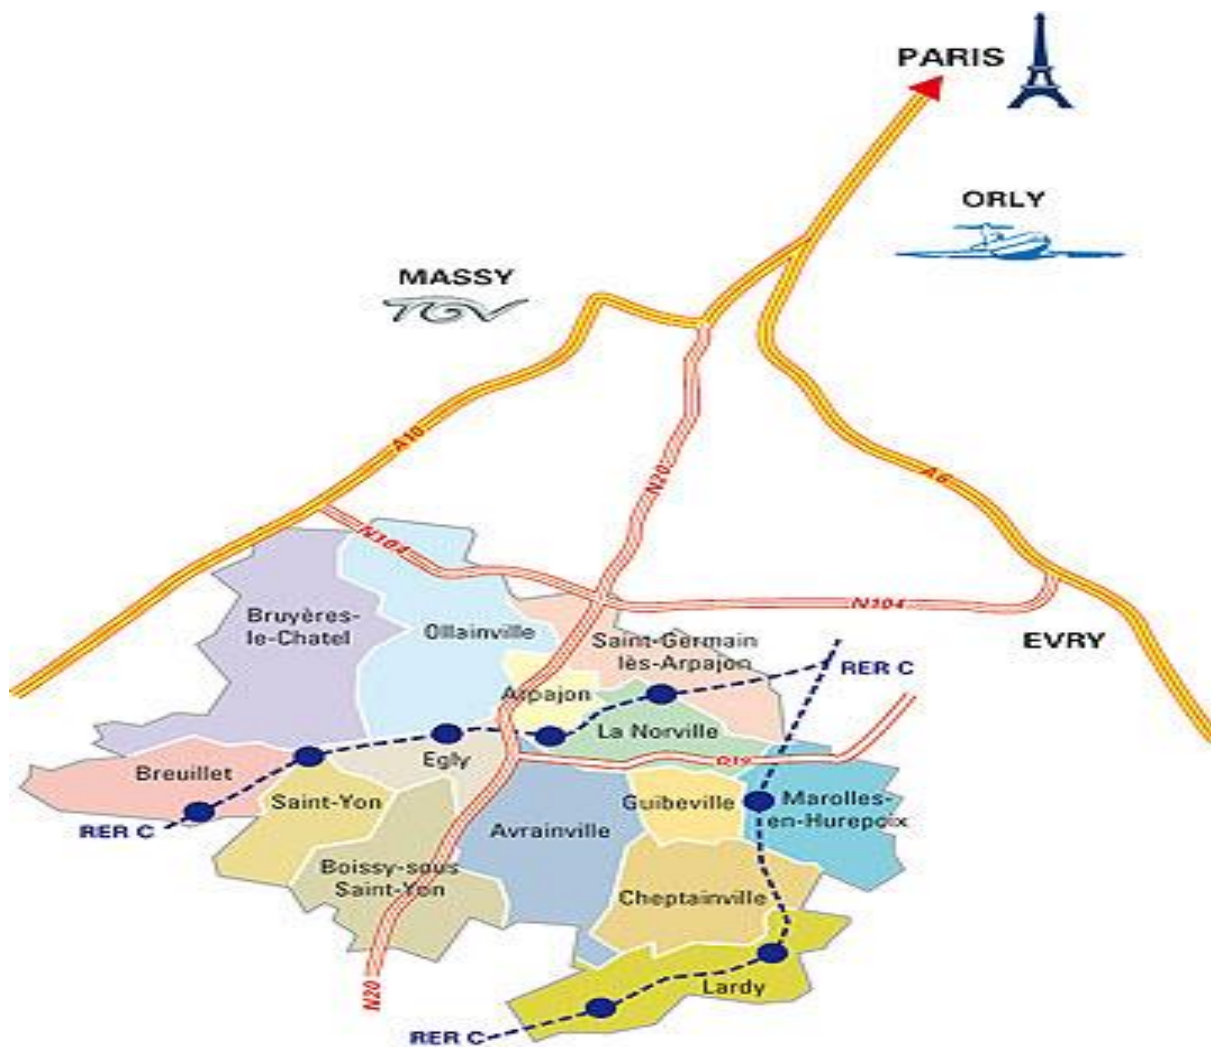 PARIS
ORLY
MASSY
TGV
A10
N20
A6
N104
N104
EVRY
Bruyères-
le-Chatel
Ollainville
Saint-Germain
lès-Arpajon
RER C
Arpajon
La Norville
Egly
D19
Breuillet
Saint-Yon
Guibeville
Marolles-
en-Hurepoix
RER C
Avrainville
Boissy-sous
Saint-Yon
Cheptainville
N20
Lardy
RER C